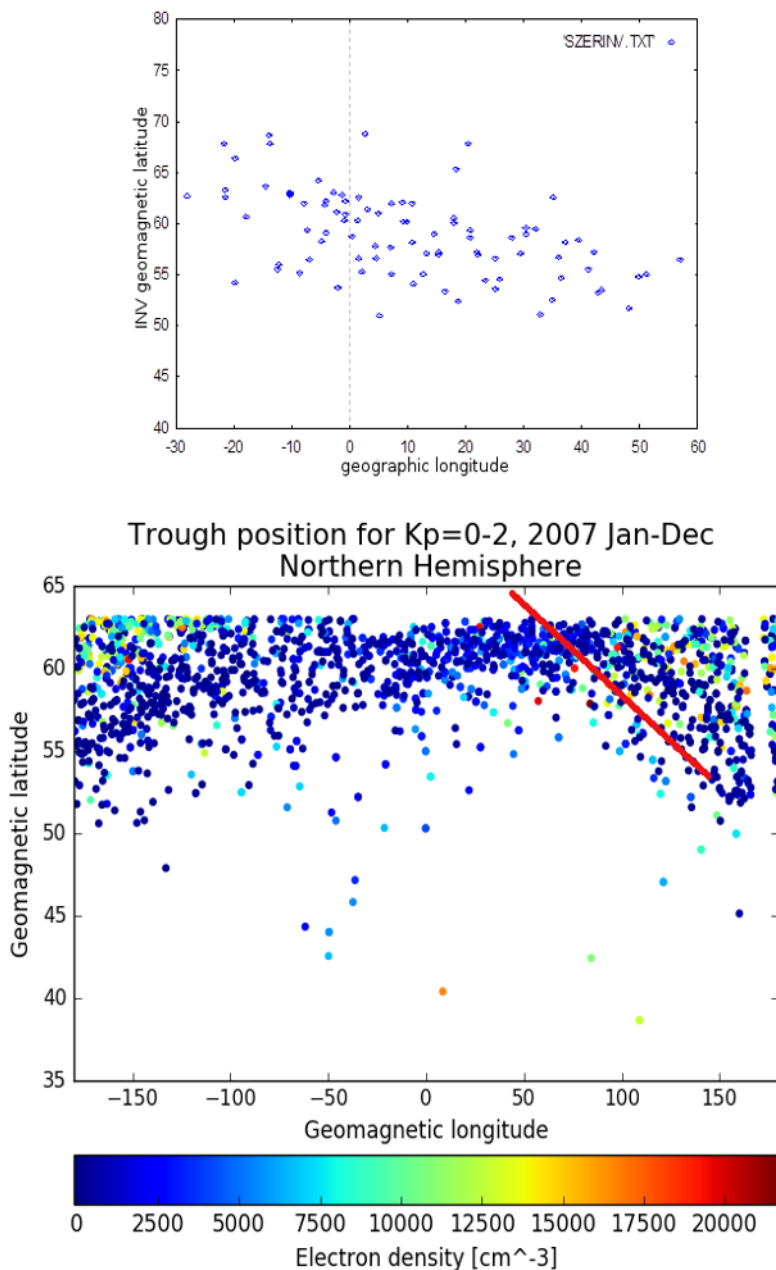 80
'SZERINV.TXT'
75
70
65
60
55
50
45
40
INV geomagnetic latitude
-30 -20 -10 0 10 20 30 40 50 60
geographic longitude
Trough position for Kp=0-2, 2007 Jan-Dec
Northern Hemisphere
65
60
55
50
45
40
35
Geomagnetic latitude
−150 −100 −50 0 50 100 150
Geomagnetic longitude
0 2500 5000 7500 10000 12500 15000 17500 20000
Electron density [cm^-3]